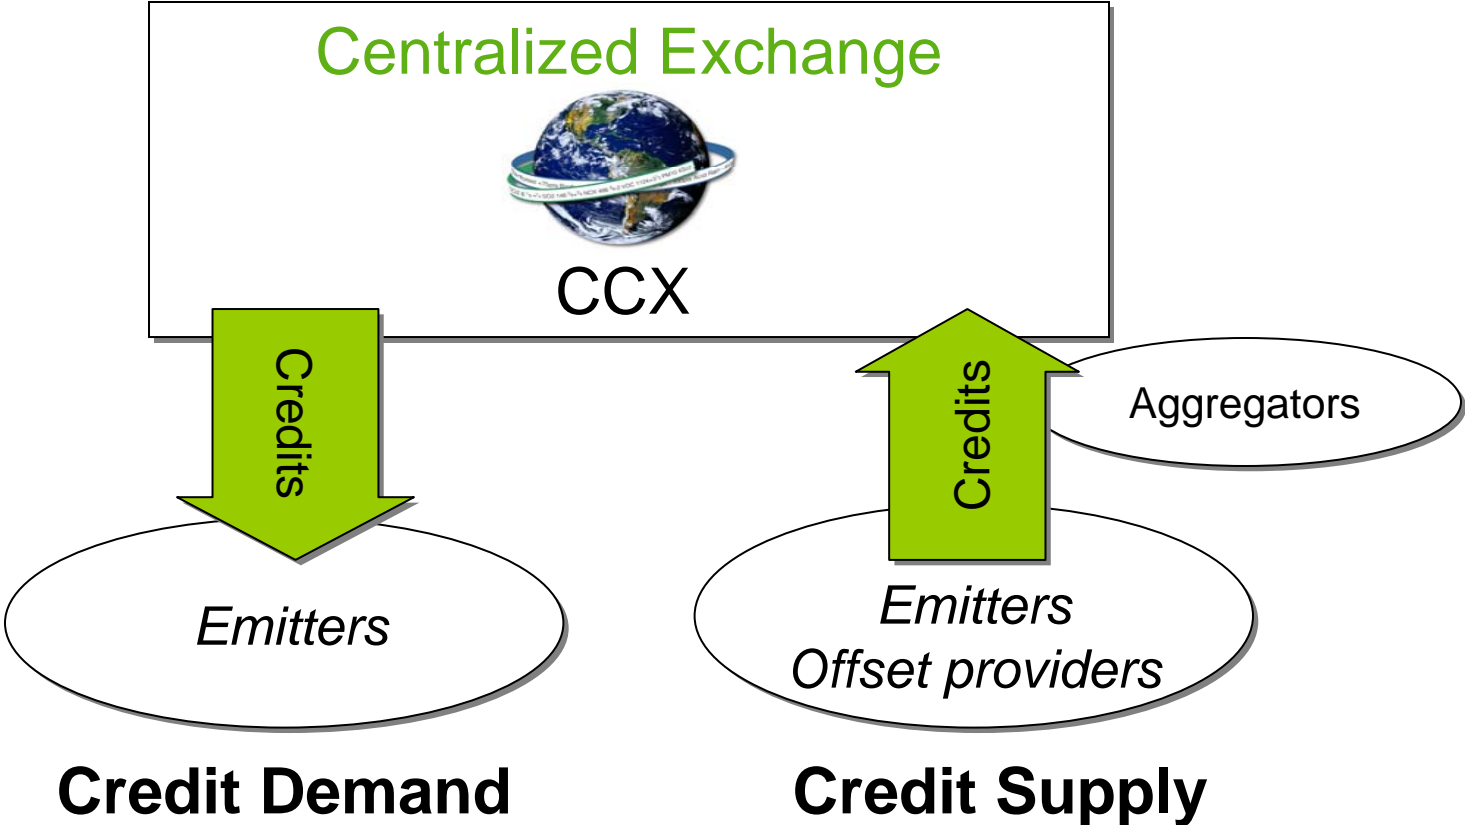 Centralized Exchange
CCX
Credits
Credits
Aggregators
Emitters
Emitters
Offset providers
Credit Demand
Credit Supply